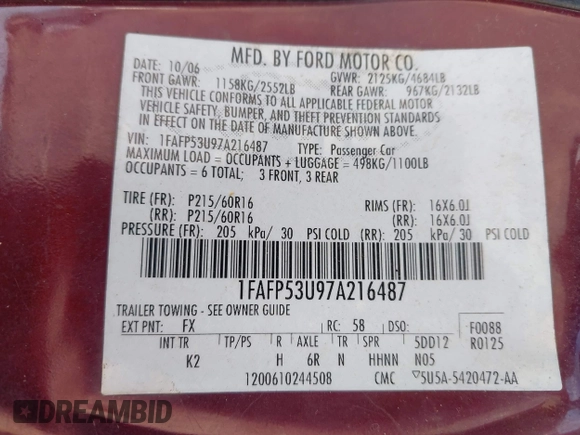 MFD. BY FORD MOTOR CO.
DATE: 10/06 GVWR: 2125KG/4684LB
FRONT GAWR: 1158KG/2552LB REAR GAWR: 967KG/2132LB
THIS VEHICLE CONFORMS TO ALL APPLICABLE FEDERAL MOTOR
VEHICLE SAFETY, BUMPER, AND THEFT PREVENTION STANDARDS
IN EFFECT ON THE DATE OF MANUFACTURE SHOWN ABOVE.
VIN: 1FAFP53U97A216487 TYPE: Passenger Car
MAXIMUM LOAD = OCCUPANTS + LUGGAGE = 498KG/1100LB
OCCUPANTS = 6 TOTAL; 3 FRONT, 3 REAR
TIRE (FR): P215/60R16 RIMS (FR): 16X6.0J
(RR): P215/60R16 (RR): 16X6.0J
PRESSURE (FR): 205 kPa/ 30 PSI COLD (RR): 205 kPa/ 30 PSI COLD
1FAFP53U97A216487
TRAILER TOWING - SEE OWNER GUIDE
EXT PNT: FX RC: 58 DSO: F0088
INT TR TP/PS R AXLE TR SPR 5DD12 R0125
K2 H 6R N HHNN N05
1200610244508 CMC 5U5A-5420472-AA
DREAMBID